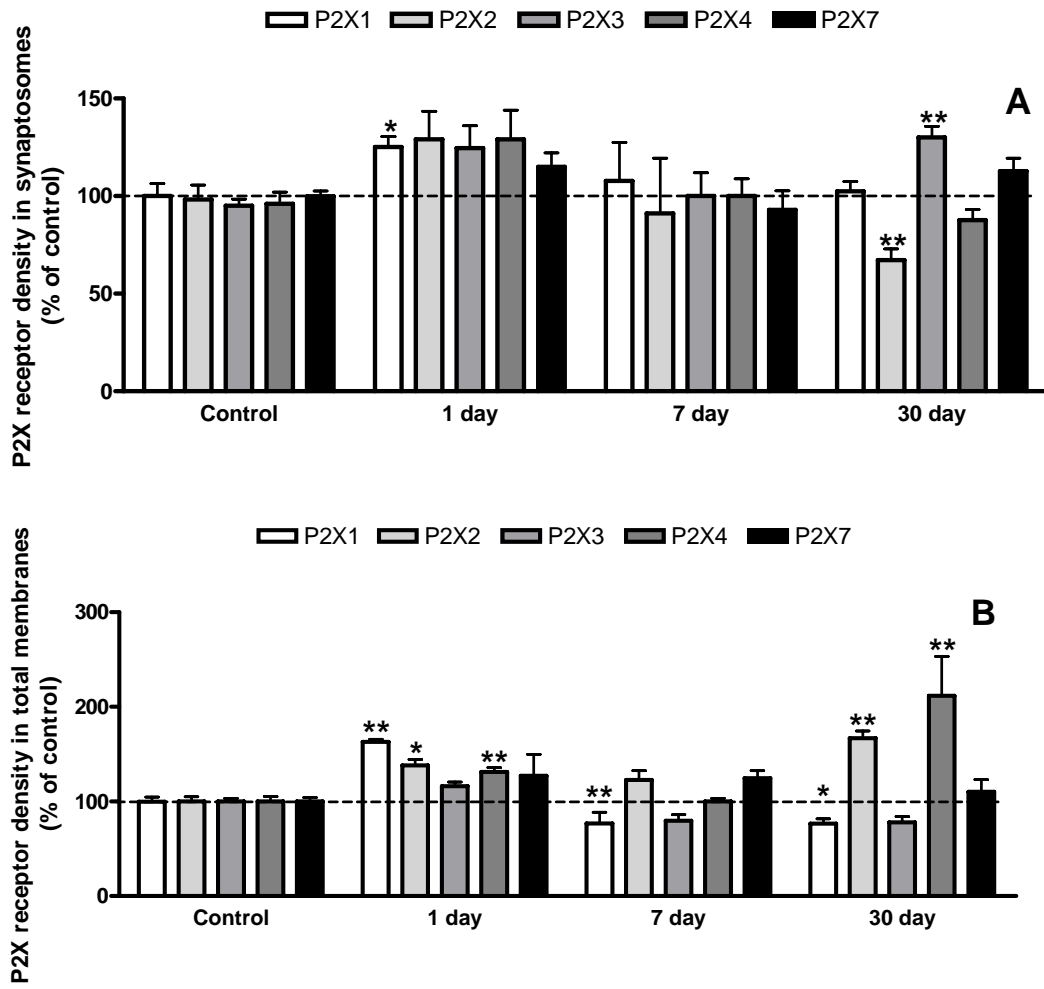 P2X1 P2X2 P2X3 P2X4 P2X7
A
P2X receptor density in synaptosomes
(% of control)
150
100
50
0
*
**
**
Control 1 day 7 day 30 day
P2X1 P2X2 P2X3 P2X4 P2X7
B
P2X receptor density in total membranes
(% of control)
300
200
100
0
**
*
**
**
*
**
**
Control 1 day 7 day 30 day